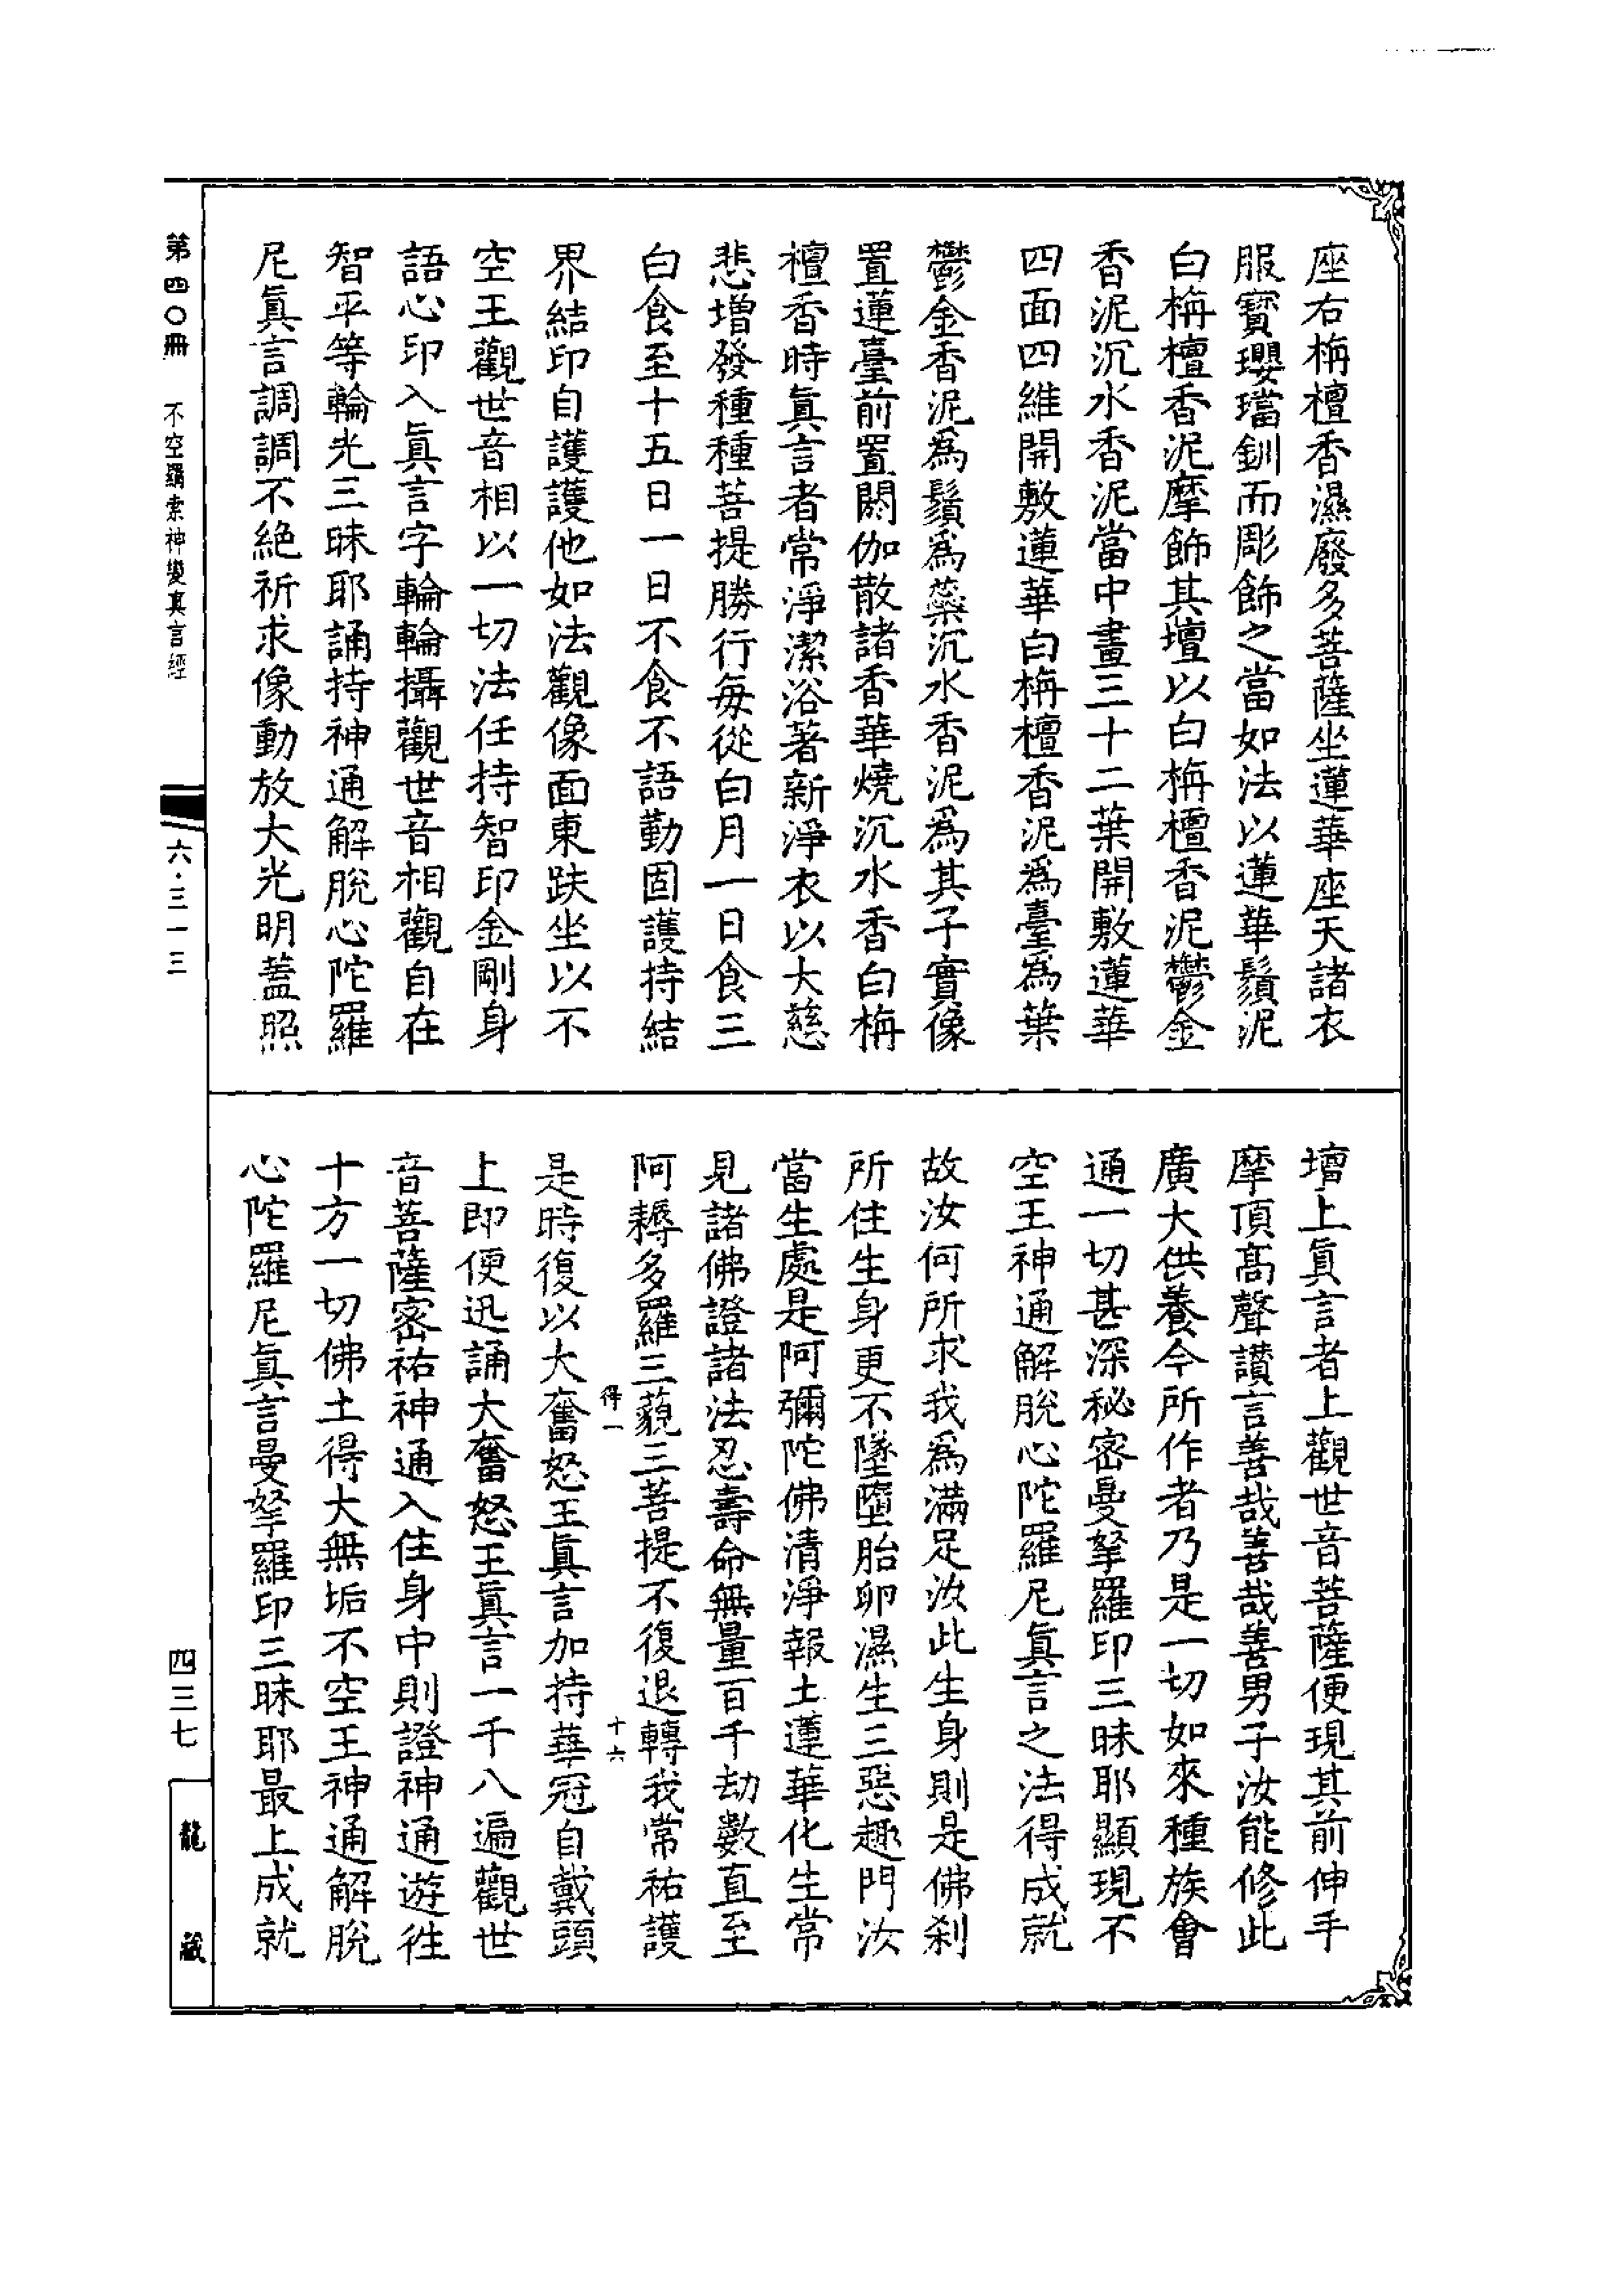 座右栴檀香濕廢多菩薩坐蓮華座天諸衣
服寶瓔璫釧而彫飾之當如法以蓮華鬚泥
白栴檀香泥摩飾其壇以白栴檀香泥鬱金
香泥沉水香泥當中畫三十二葉開敷蓮華
四面四維開敷蓮華白栴檀香泥爲臺爲葉
鬱金香泥爲鬚爲蘂沉水香泥爲其子實像
置蓮臺前置閼伽散諸香華燒沉水香白栴
檀香時眞言者常淨潔浴著新淨衣以大慈
悲增發種種菩提勝行每從白月一日食三
白食至十五日一日不食不語勤固護持結
界結印自護護他如法觀像面東趺坐以不
空王觀世音相以一切法任持智印金剛身
語心印入眞言字輪輪攝觀世音相觀自在
智平等輪光三昧耶誦持神通解脫心陀羅
尼眞言調調不絕祈求像動放大光明蓋照
壇上眞言者上觀世音菩薩便現其前伸手
摩頂髙聲讃言善哉善哉善男子汝能修此
廣大供養今所作者乃是一切如來種族會
通一切甚深秘密曼拏羅印三昧耶顯現不
空王神通解脫心陀羅尼眞言之法得成就
故汝何所求我爲滿足汝此生身則是佛刹
所住生身更不墜墮胎卵濕生三惡趣門汝
當生處是阿彌陀佛清淨報土蓮華化生常
見諸佛證諸法忍壽命無量百千劫數直至
阿耨多羅三藐三菩提不復退轉我常祐護
得一 十六
是時復以大奮怒王眞言加持華冠自戴頭
上即便迅誦大奮怒王眞言一千八遍觀世
音菩薩密祐神通入住身中則證神通遊往
十方一切佛土得大無垢不空王神通解脫
心陀羅尼眞言曼拏羅印三昧耶最上成就
第四〇冊 不空羂索神變真言經
六·三一三
四三七
龍藏